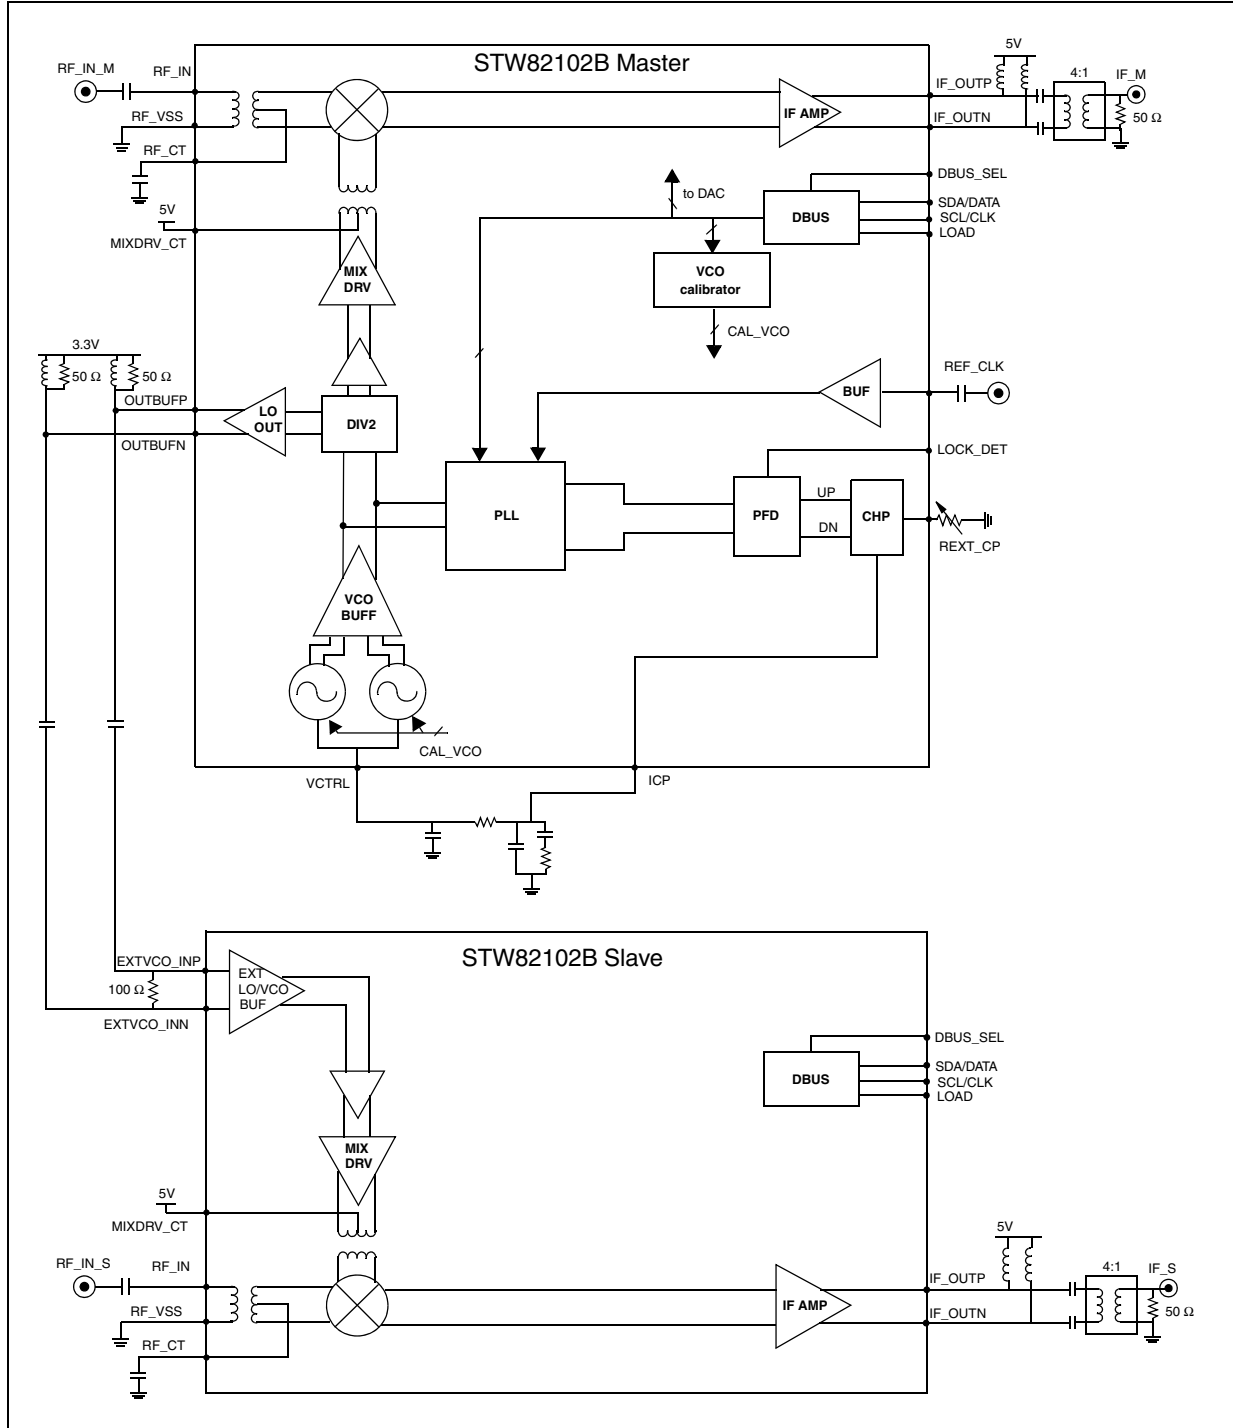 STW82102B Master
RF_IN_M
RF_IN
RF_VSS
RF_CT
5V
MIXDRV_CT
MIX
DRV
IF AMP
IF_OUTP
IF_OUTN
5V
4:1
IF_M
50 Ω
to DAC
DBUS
DBUS_SEL
SDA/DATA
SCL/CLK
LOAD
VCO
calibrator
CAL_VCO
3.3V
50 Ω
50 Ω
OUTBUFP
OUTBUFN
LO
OUT
DIV2
BUF
REF_CLK
LOCK_DET
PLL
PFD
UP
DN
CHP
REXT_CP
VCO
BUFF
CAL_VCO
VCTRL
ICP
STW82102B Slave
EXTVCO_INP
100 Ω
EXTVCO_INN
EXT
LO/VCO
BUF
DBUS
DBUS_SEL
SDA/DATA
SCL/CLK
LOAD
MIX
DRV
5V
MIXDRV_CT
RF_IN_S
RF_IN
RF_VSS
RF_CT
IF AMP
IF_OUTP
IF_OUTN
5V
4:1
IF_S
50 Ω